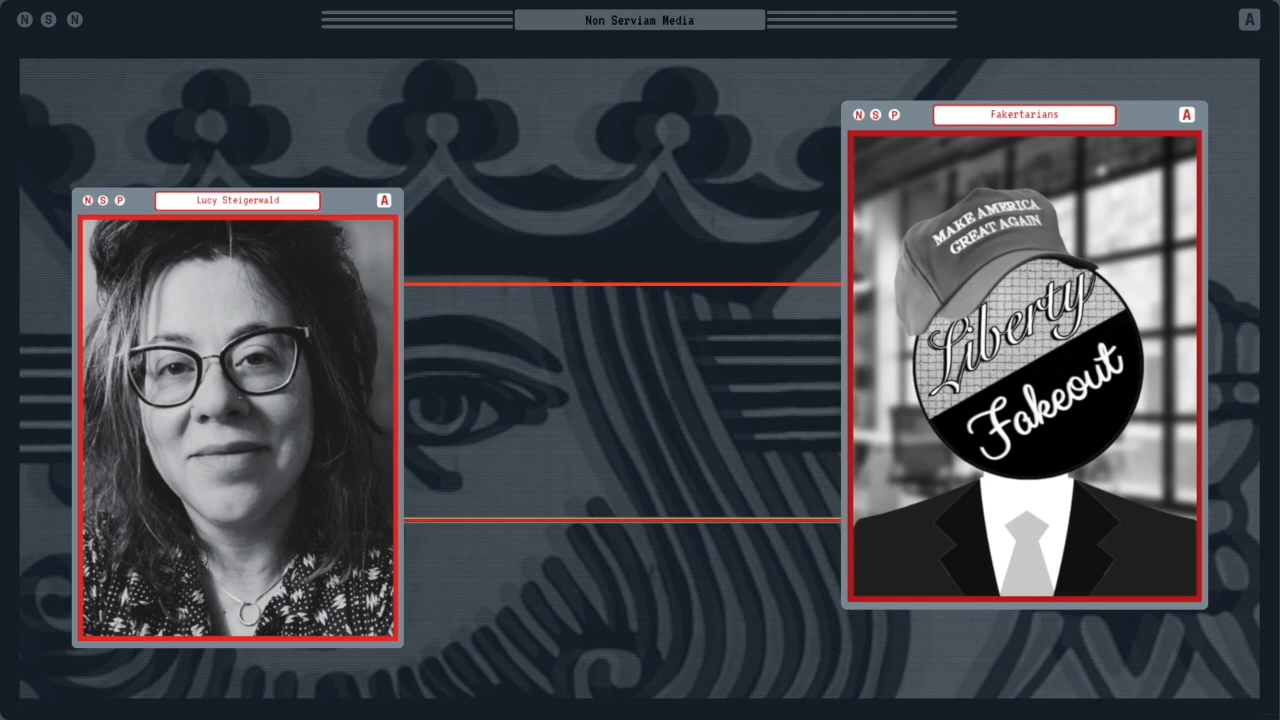 N S N
Non Serviam Media
A
N S P
Lucy Steigerwald
A
N S P
Fakertarians
A
MAKE AMERICA
GREAT AGAIN
Liberty
Fakeout